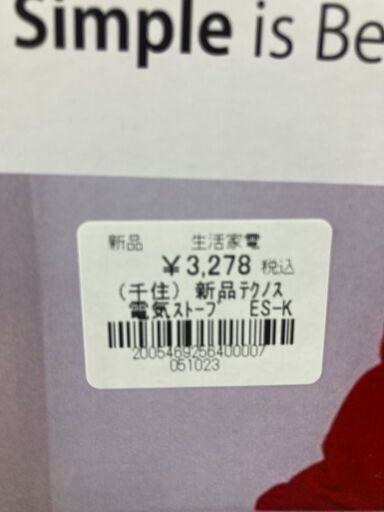 Simple is Be
新品 生活家電
¥3,278 税込
（千住）新品ﾃｸﾉｽ
電気ｽﾄｰﾌﾞ ES-K
2005469256400007
051023